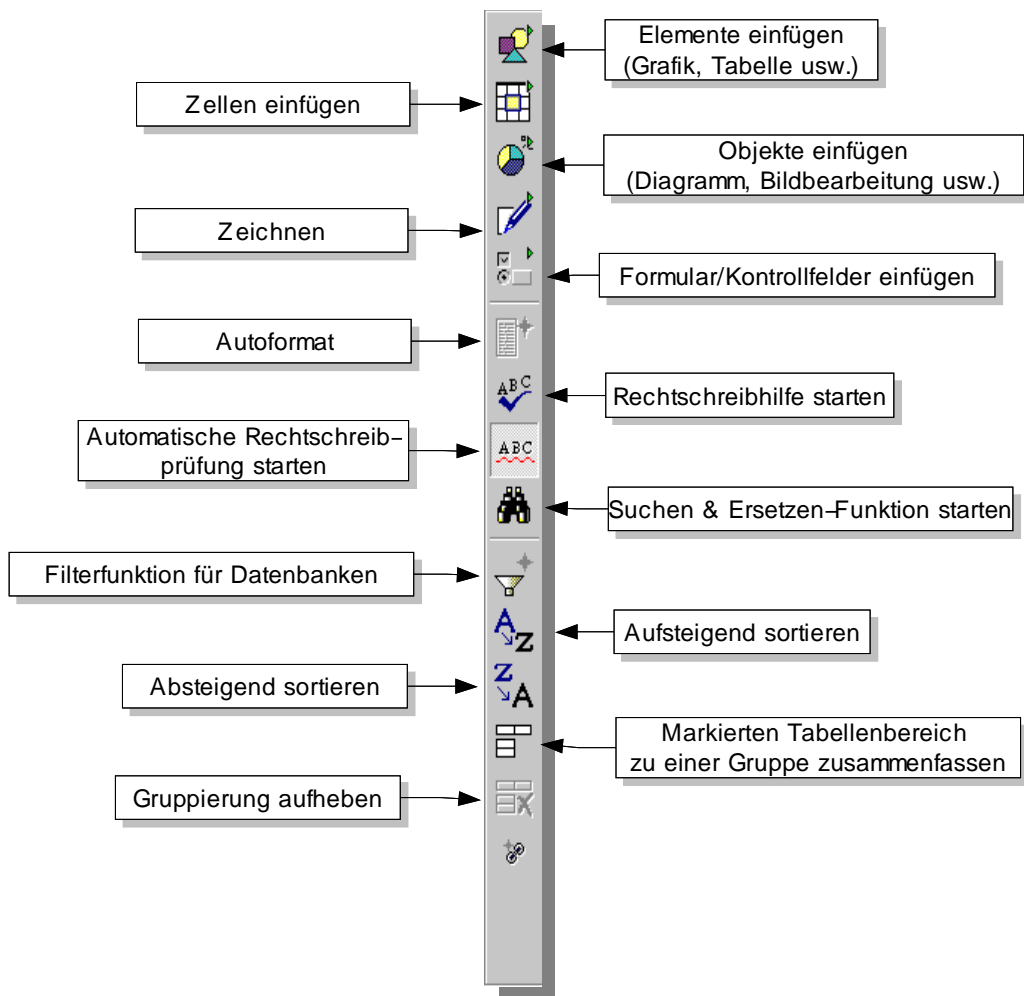 Elemente einfügen
(Grafik, Tabelle usw.)
Zellen einfügen
Objekte einfügen
(Diagramm, Bildbearbeitung usw.)
Zeichnen
Formular/Kontrollfelder einfügen
Autoformat
ABC
Rechtschreibhilfe starten
Automatische Rechtschreib-
prüfung starten
ABC
Suchen & Ersetzen-Funktion starten
Filterfunktion für Datenbanken
A
Z
Aufsteigend sortieren
Absteigend sortieren
Z
A
Markierten Tabellenbereich
zu einer Gruppe zusammenfassen
Gruppierung aufheben